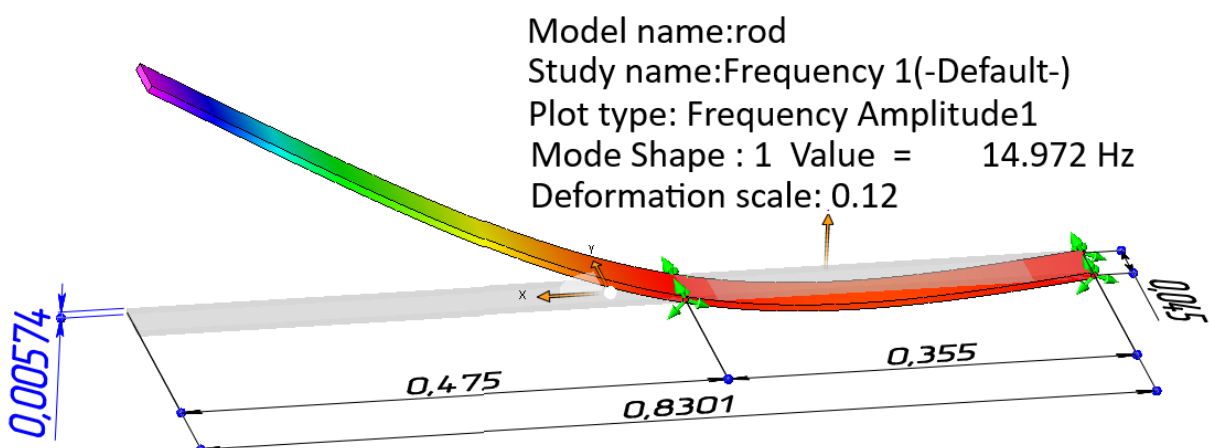 Model name:rod
Study name:Frequency 1(-Default-)
Plot type: Frequency Amplitude1
Mode Shape : 1 Value = 14.972 Hz
Deformation scale: 0.12
Y
X
0,00574
0,045
0,475
0,355
0,8301